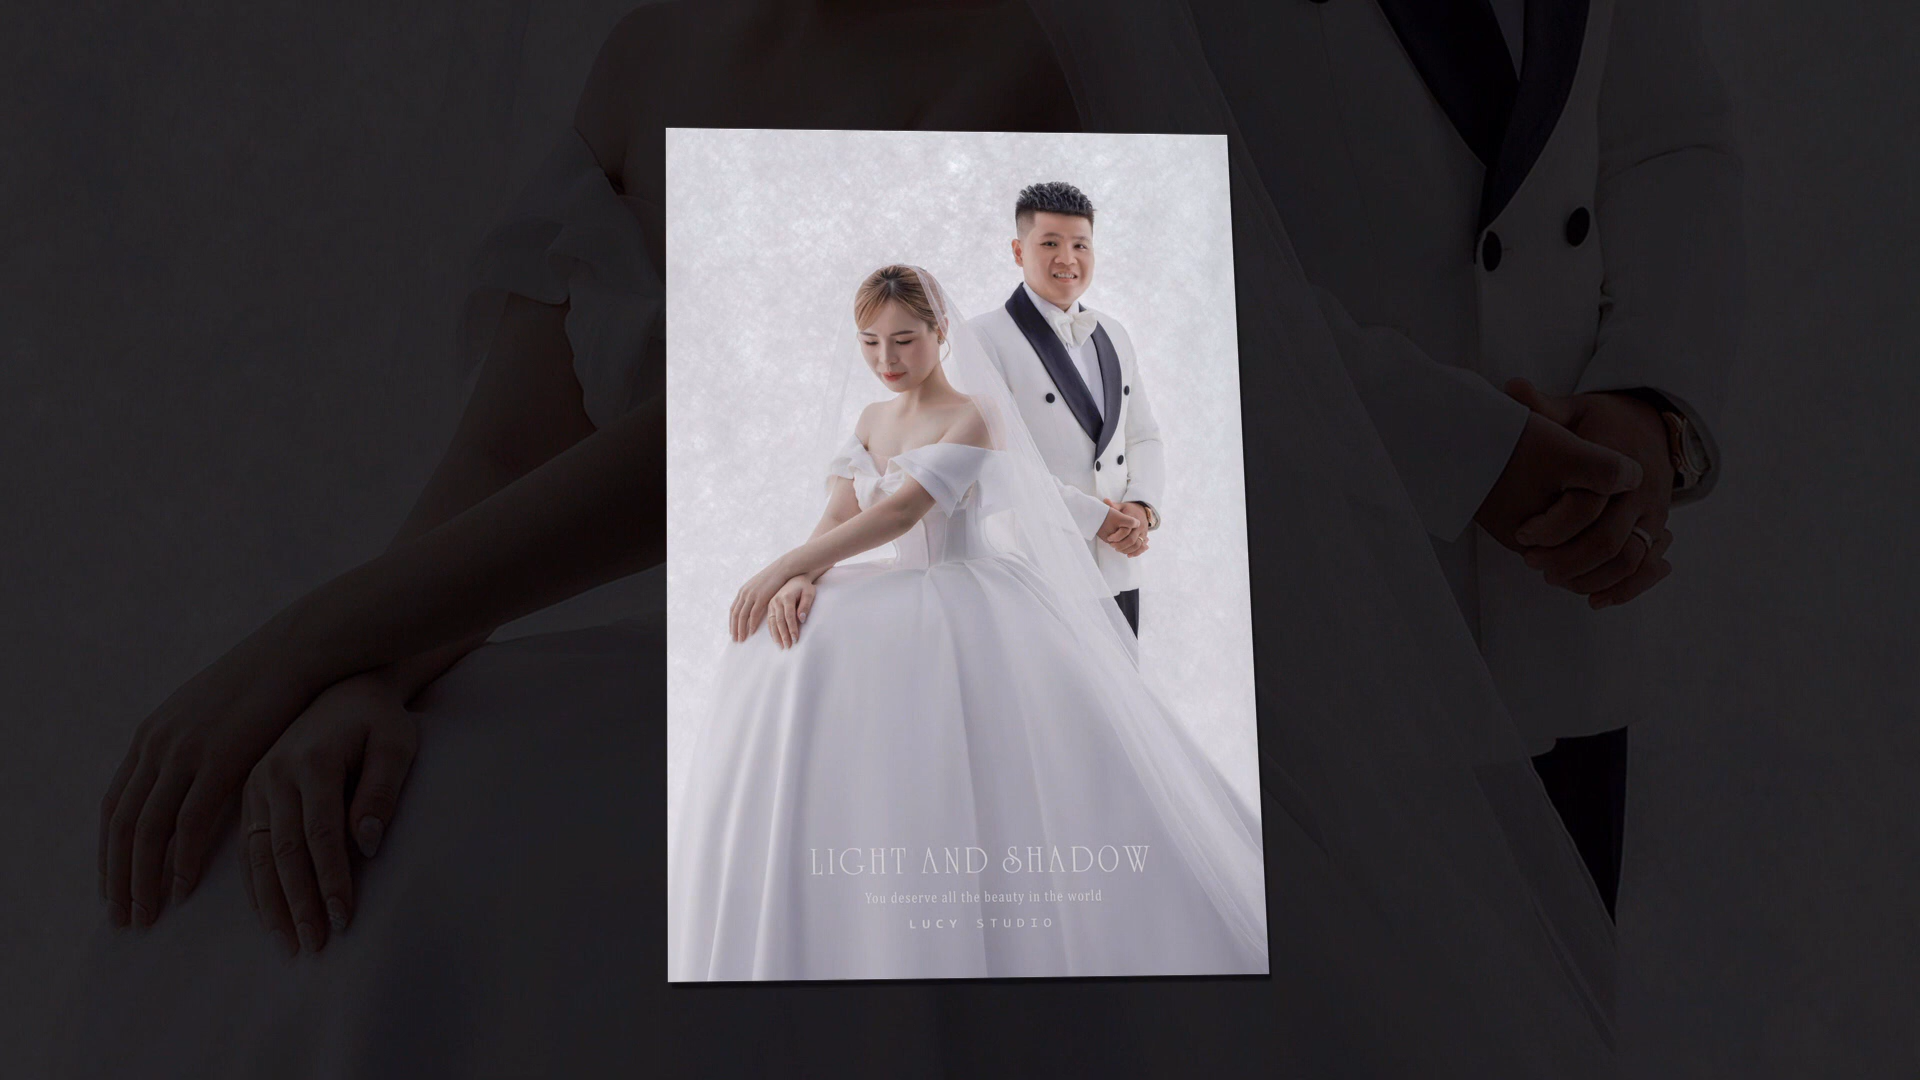 LIGHT AND SHADOW
You deserve all the beauty in the world
LUCY STUDIO